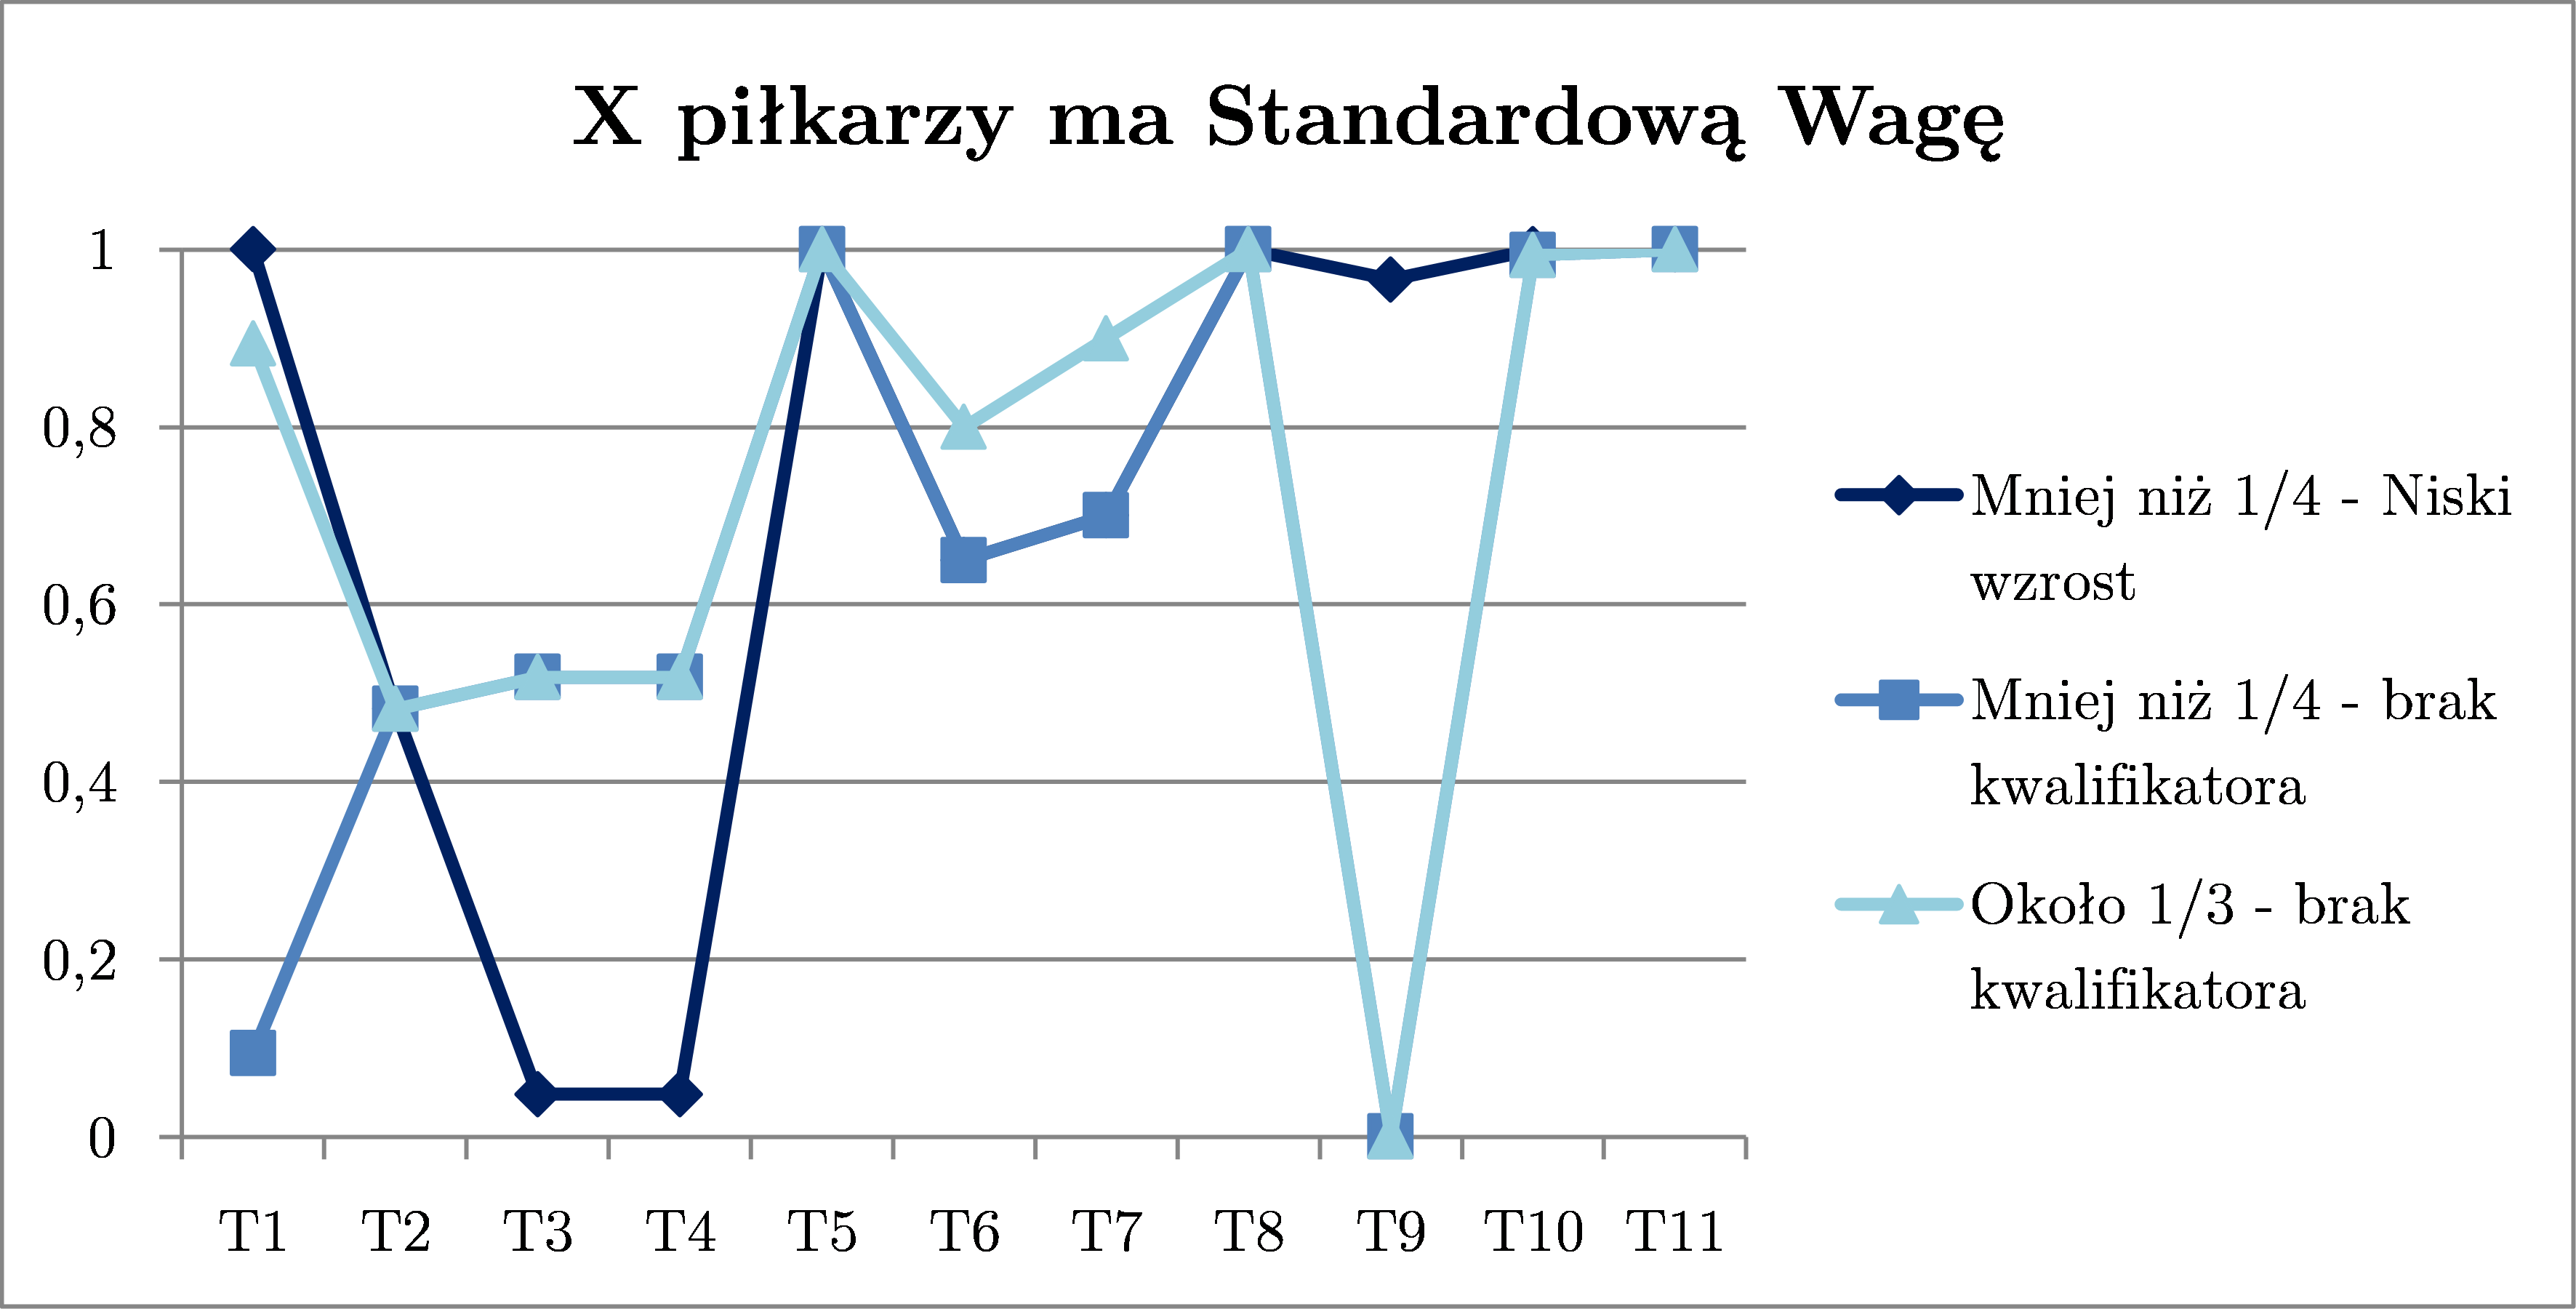 X piłkarzy ma Standardową Wagę
1
0,8
0,6
0,4
0,2
0
T1 T2 T3 T4 T5 T6 T7 T8 T9 T10 T11
Mniej niż 1/4 - Niski
wzrost
Mniej niż 1/4 - brak
kwalifikatora
Około 1/3 - brak
kwalifikatora